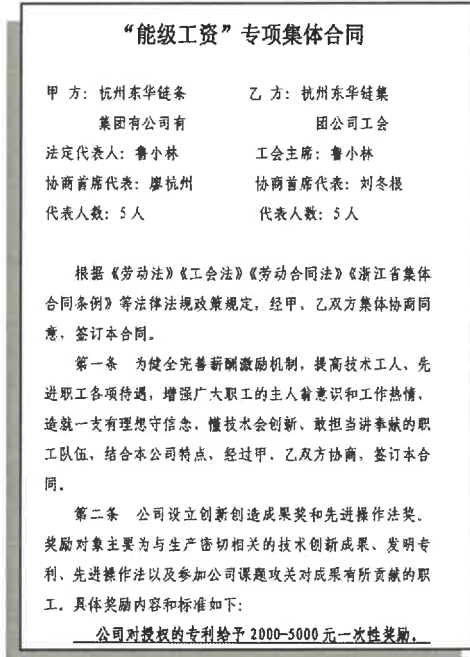 “能级工资”专项集体合同
甲 方：杭州东华链条 乙 方：杭州东华链集
集团有公司有 团公司工会
法定代表人：鲁小林 工会主席：鲁小林
协商首席代表：廖杭州 协商首席代表：刘冬根
代表人数：5人 代表人数：5人
根据《劳动法》《工会法》《劳动合同法》《浙江省集体
合同条例》等法律法规政策规定，经甲、乙双方集体协商同
意，签订本合同。
第一条 为健全完善薪酬激励机制，提高技术工人、先
进职工各项待遇，增强广大职工的主人翁意识和工作热情，
造就一支有理想守信念，懂技术会创新、敢担当讲奉献的职
工队伍，结合本公司特点，经过甲、乙双方协商，签订本合
同。
第二条 公司设立创新创造成果奖和先进操作法奖。
奖励对象主要为与生产密切相关的技术创新成果、发明专
利、先进操作法以及参加公司课题攻关对成果有所贡献的职
工。具体奖励内容和标准如下：
公司对授权的专利给予2000-5000元一次性奖励。